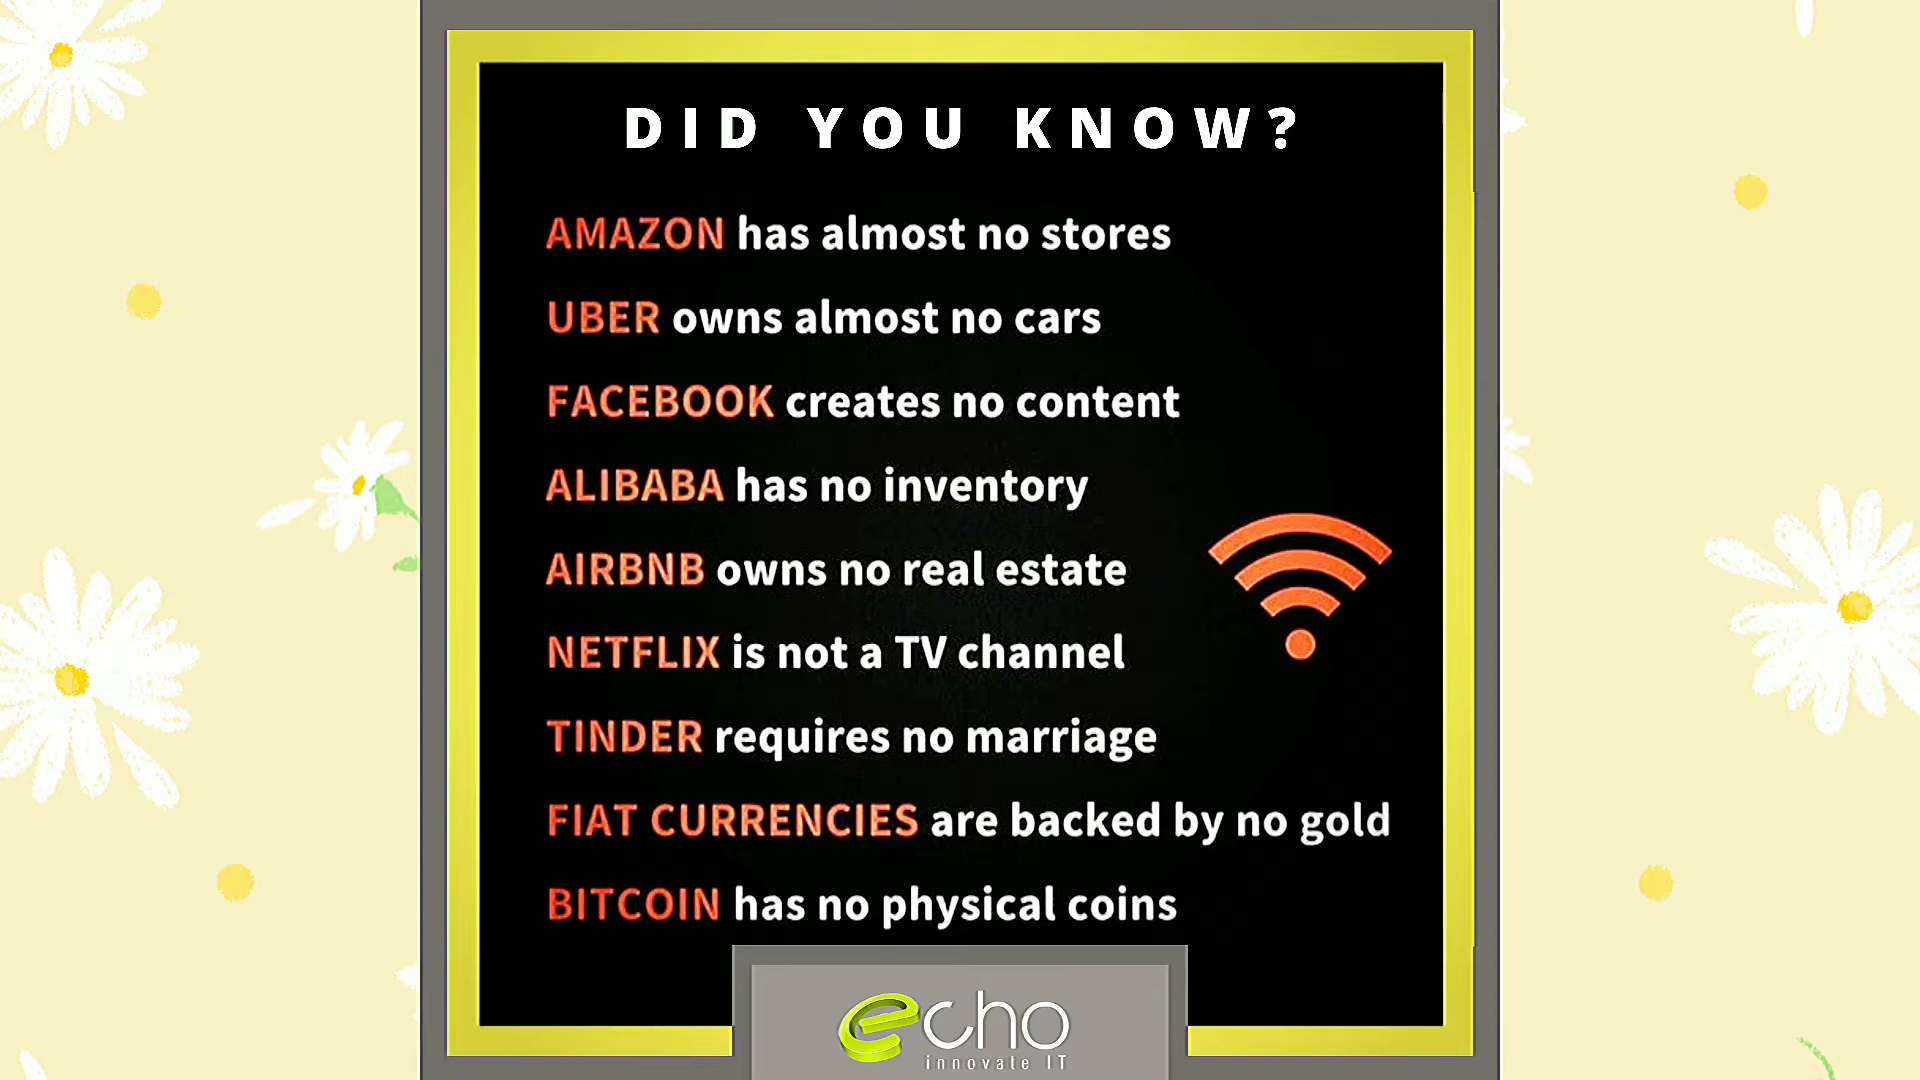 DID YOU KNOW?
AMAZON has almost no stores
UBER owns almost no cars
FACEBOOK creates no content
ALIBABA has no inventory
AIRBNB owns no real estate
NETFLIX is not a TV channel
TINDER requires no marriage
FIAT CURRENCIES are backed by no gold
BITCOIN has no physical coins
echo
innovate IT